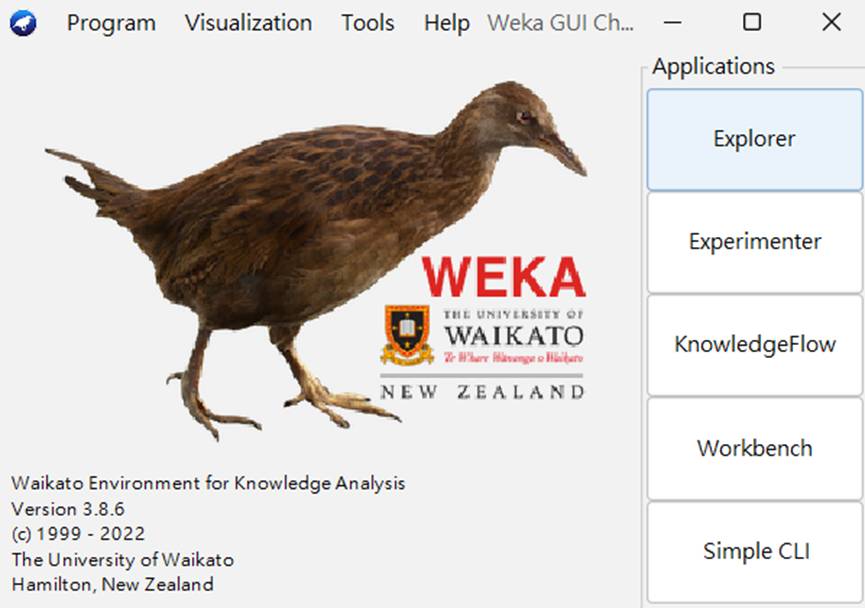 Program Visualization Tools Help Weka GUI Ch...
Applications
Explorer
Experimenter
KnowledgeFlow
Workbench
Simple CLI
WEKA
THE UNIVERSITY OF
WAIKATO
Te Whare Wānanga o Waikato
NEW ZEALAND
Waikato Environment for Knowledge Analysis
Version 3.8.6
(c) 1999 - 2022
The University of Waikato
Hamilton, New Zealand